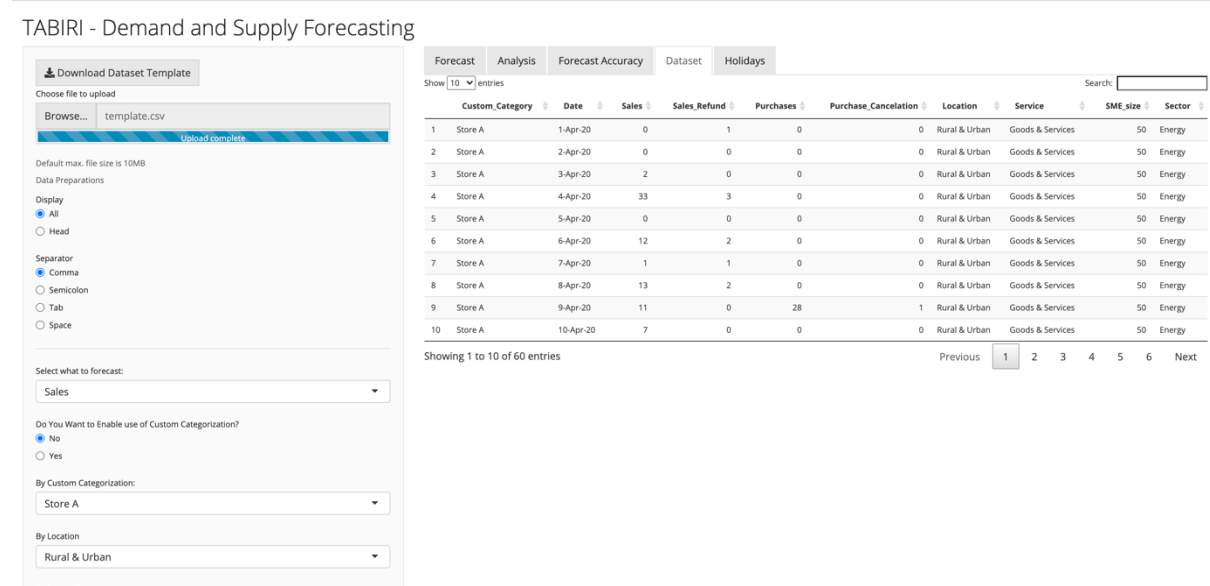 TABIRI - Demand and Supply Forecasting
Download Dataset Template
Choose file to upload
Browse... template.csv
Upload complete
Default max. file size is 10MB
Data Preparations
Display
All
Head
Separator
Comma
Semicolon
Tab
Space
Select what to forecast:
Sales
Do You Want to Enable use of Custom Categorization?
No
Yes
By Custom Categorization:
Store A
By Location
Rural & Urban
Forecast Analysis Forecast Accuracy Dataset Holidays
Show 10 entries Search:
Custom_Category Date Sales Sales_Refund Purchases Purchase_Cancelation Location Service SME_size Sector
1 Store A 1-Apr-20 0 1 0 0 Rural & Urban Goods & Services 50 Energy
2 Store A 2-Apr-20 0 0 0 0 Rural & Urban Goods & Services 50 Energy
3 Store A 3-Apr-20 2 0 0 0 Rural & Urban Goods & Services 50 Energy
4 Store A 4-Apr-20 33 3 0 0 Rural & Urban Goods & Services 50 Energy
5 Store A 5-Apr-20 0 0 0 0 Rural & Urban Goods & Services 50 Energy
6 Store A 6-Apr-20 12 2 0 0 Rural & Urban Goods & Services 50 Energy
7 Store A 7-Apr-20 1 1 0 0 Rural & Urban Goods & Services 50 Energy
8 Store A 8-Apr-20 13 2 0 0 Rural & Urban Goods & Services 50 Energy
9 Store A 9-Apr-20 11 0 28 1 Rural & Urban Goods & Services 50 Energy
10 Store A 10-Apr-20 7 0 0 0 Rural & Urban Goods & Services 50 Energy
Showing 1 to 10 of 60 entries Previous 1 2 3 4 5 6 Next